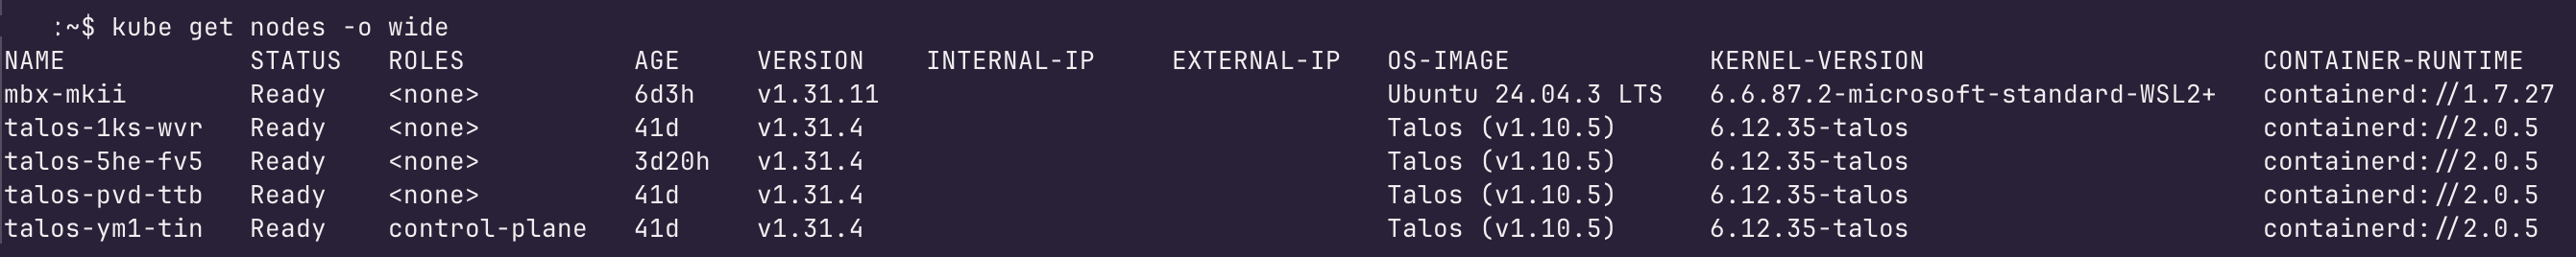 :~$ kube get nodes -o wide
NAME STATUS ROLES AGE VERSION INTERNAL-IP EXTERNAL-IP OS-IMAGE KERNEL-VERSION CONTAINER-RUNTIME
mbx-mkii Ready <none> 6d3h v1.31.11 Ubuntu 24.04.3 LTS 6.6.87.2-microsoft-standard-WSL2+ containerd://1.7.27
talos-1ks-wvr Ready <none> 41d v1.31.4 Talos (v1.10.5) 6.12.35-talos containerd://2.0.5
talos-5he-fv5 Ready <none> 3d20h v1.31.4 Talos (v1.10.5) 6.12.35-talos containerd://2.0.5
talos-pvd-ttb Ready <none> 41d v1.31.4 Talos (v1.10.5) 6.12.35-talos containerd://2.0.5
talos-ym1-tin Ready control-plane 41d v1.31.4 Talos (v1.10.5) 6.12.35-talos containerd://2.0.5